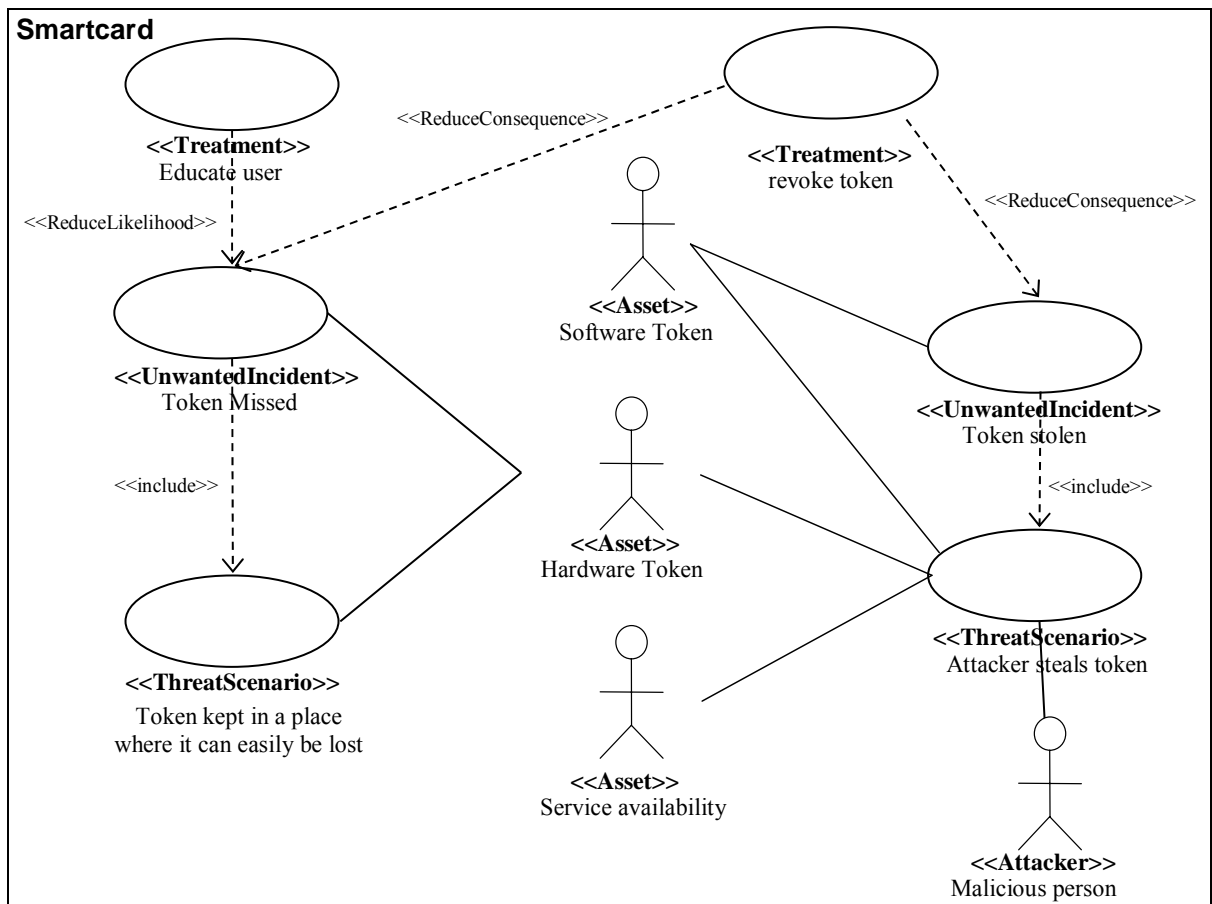 Smartcard
<<Treatment>>
Educate user
<<ReduceConsequence>>
<<Treatment>>
revoke token
<<ReduceLikelihood>>
<<ReduceConsequence>>
<<Asset>>
Software Token
<<UnwantedIncident>>
Token Missed
<<UnwantedIncident>>
Token stolen
<<include>>
<<include>>
<<Asset>>
Hardware Token
<<ThreatScenario>>
Token kept in a place
where it can easily be lost
<<ThreatScenario>>
Attacker steals token
<<Asset>>
Service availability
<<Attacker>>
Malicious person